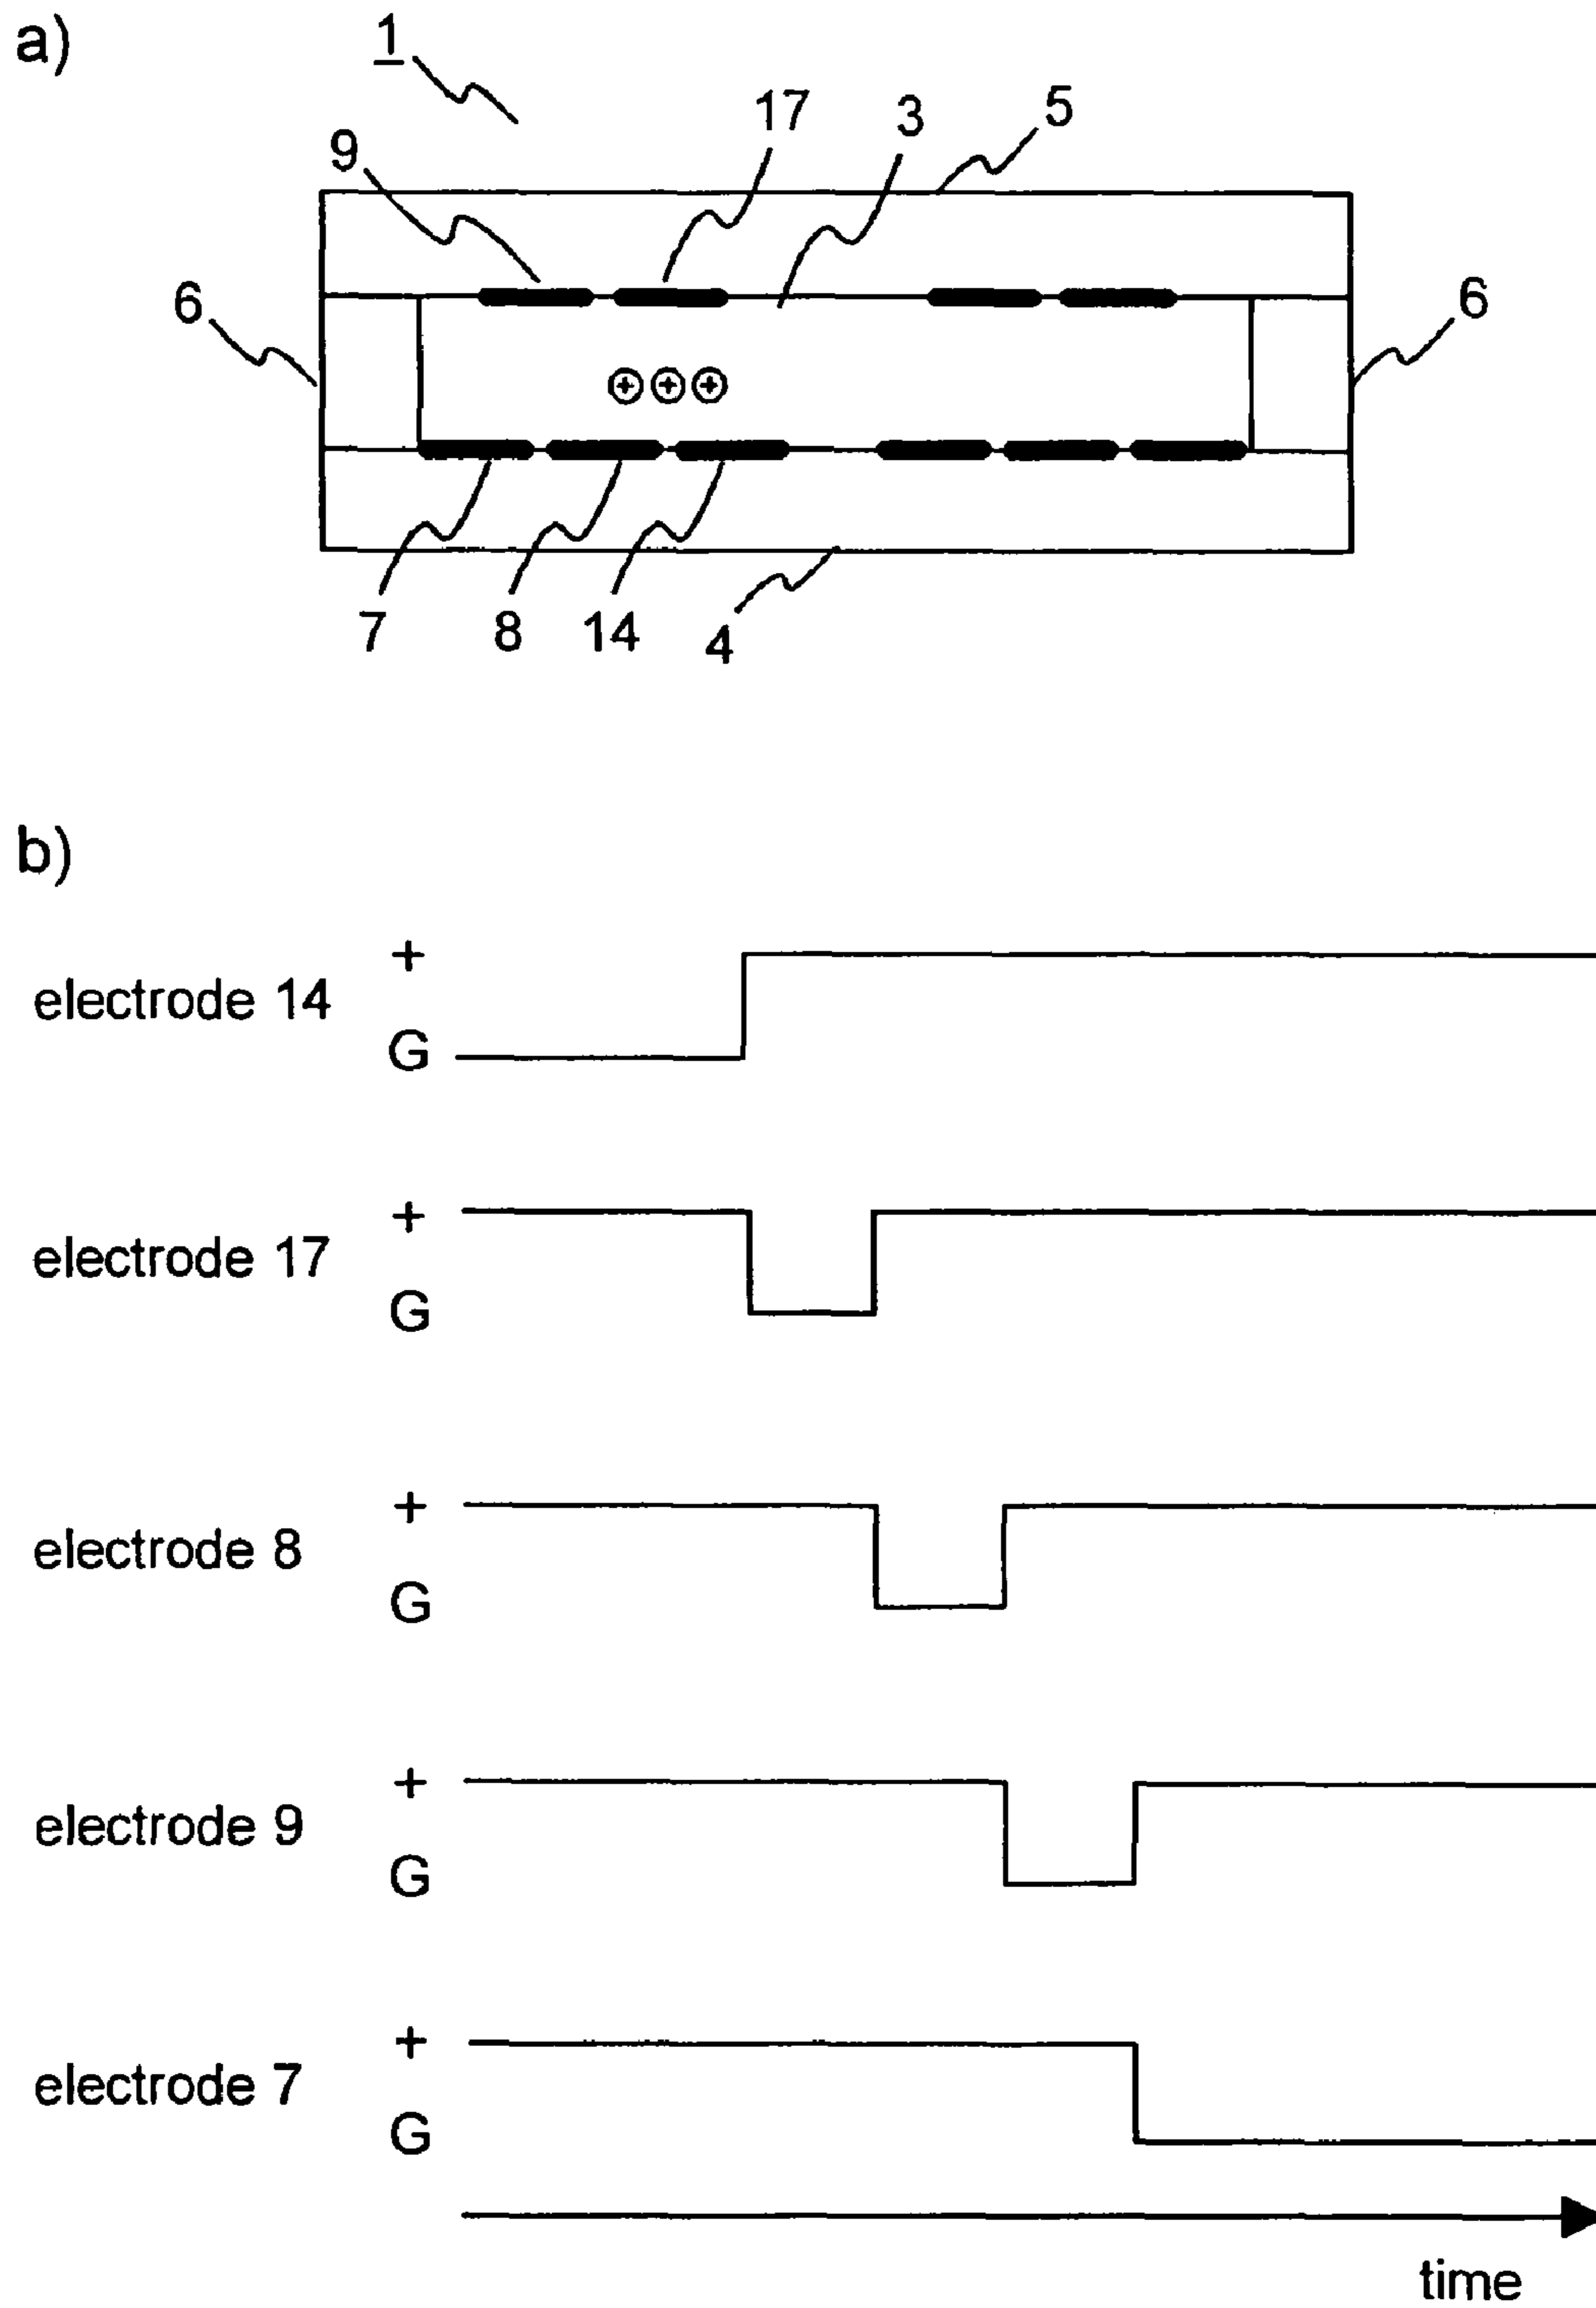 a)
1
17
3
5
9
6
6
⊕⊕⊕
7
8
14
4
b)
+
electrode 14
G
+
electrode 17
G
+
electrode 8
G
+
electrode 9
G
+
electrode 7
G
time